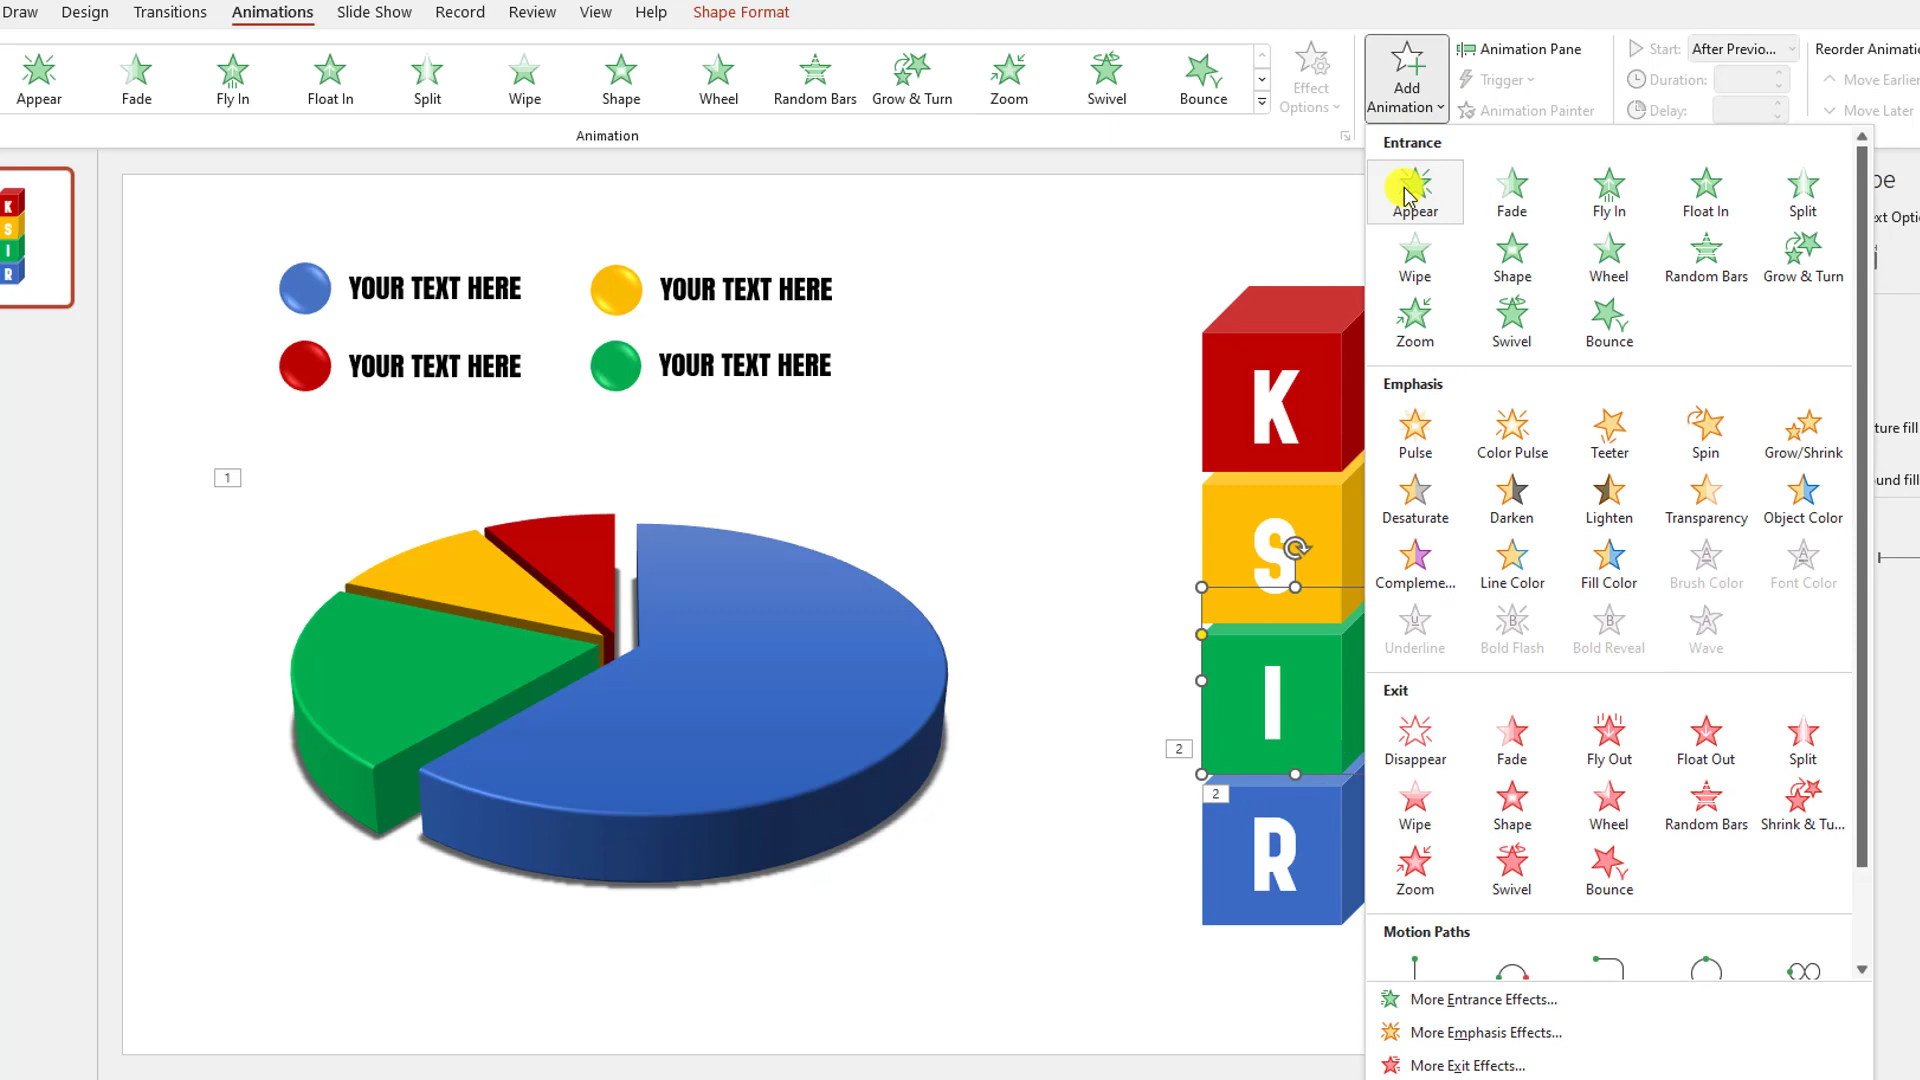 Draw Design Transitions Animations Slide Show Record Review View Help Shape Format
Appear Fade Fly In Float In Split Wipe Shape Wheel Random Bars Grow & Turn Zoom Swivel Bounce
Effect Options
Add Animation
Animation Pane
Trigger
Animation Painter
Start: After Previo...
Duration:
Delay:
Reorder Animatio
Move Earlier
Move Later
Animation
K
S
I
R
YOUR TEXT HERE YOUR TEXT HERE
YOUR TEXT HERE YOUR TEXT HERE
1
K
S
I
2
2
R
Entrance
Appear Fade Fly In Float In Split
Wipe Shape Wheel Random Bars Grow & Turn
Zoom Swivel Bounce
Emphasis
Pulse Color Pulse Teeter Spin Grow/Shrink
Desaturate Darken Lighten Transparency Object Color
Compleme... Line Color Fill Color Brush Color Font Color
Underline Bold Flash Bold Reveal Wave
Exit
Disappear Fade Fly Out Float Out Split
Wipe Shape Wheel Random Bars Shrink & Tu...
Zoom Swivel Bounce
Motion Paths
More Entrance Effects...
More Emphasis Effects...
More Exit Effects...
pe
xt Optio
ture fill
und fill